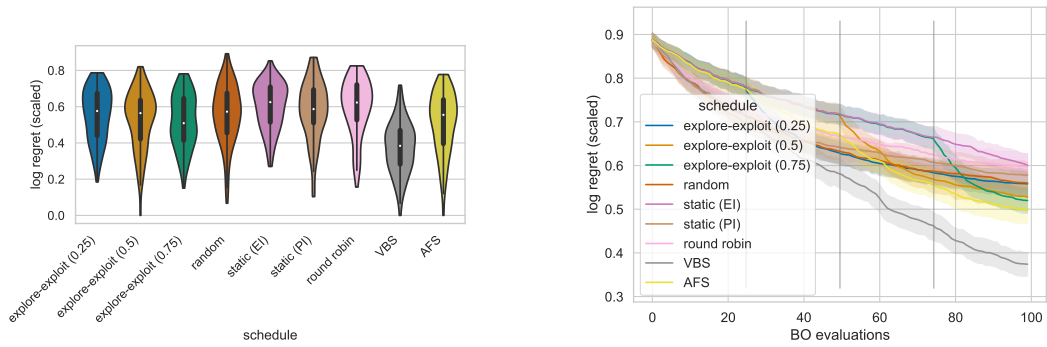 log regret (scaled)
0.8
0.6
0.4
0.2
0.0
explore-exploit (0.25)
explore-exploit (0.5)
explore-exploit (0.75)
random
static (EI)
static (PI)
round robin
VBS
AFS
schedule
log regret (scaled)
0.9
0.8
0.7
0.6
0.5
0.4
0.3
schedule
explore-exploit (0.25)
explore-exploit (0.5)
explore-exploit (0.75)
random
static (EI)
static (PI)
round robin
VBS
AFS
0 20 40 60 80 100
BO evaluations